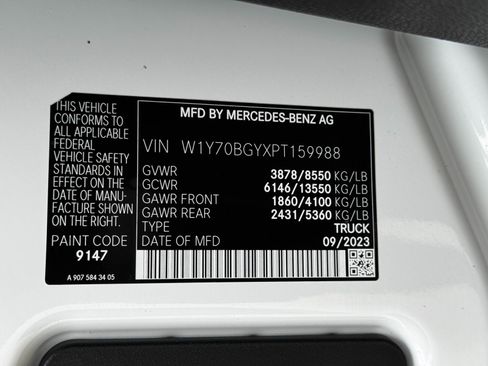 THIS VEHICLE
CONFORMS TO ALL
APPLICABLE
FEDERAL
VEHICLE SAFETY
STANDARDS IN
EFFECT ON THE
DATE OF MANU-
FACTURE SHOWN
ON THE RIGHT.
PAINT CODE
9147
A 907 584 34 05
MFD BY MERCEDES-BENZ AG
VIN W1Y70BGYXPT159988
GVWR 3878/8550 KG/LB
GCWR 6146/13550 KG/LB
GAWR FRONT 1860/4100 KG/LB
GAWR REAR 2431/5360 KG/LB
TYPE TRUCK
DATE OF MFD 09/2023